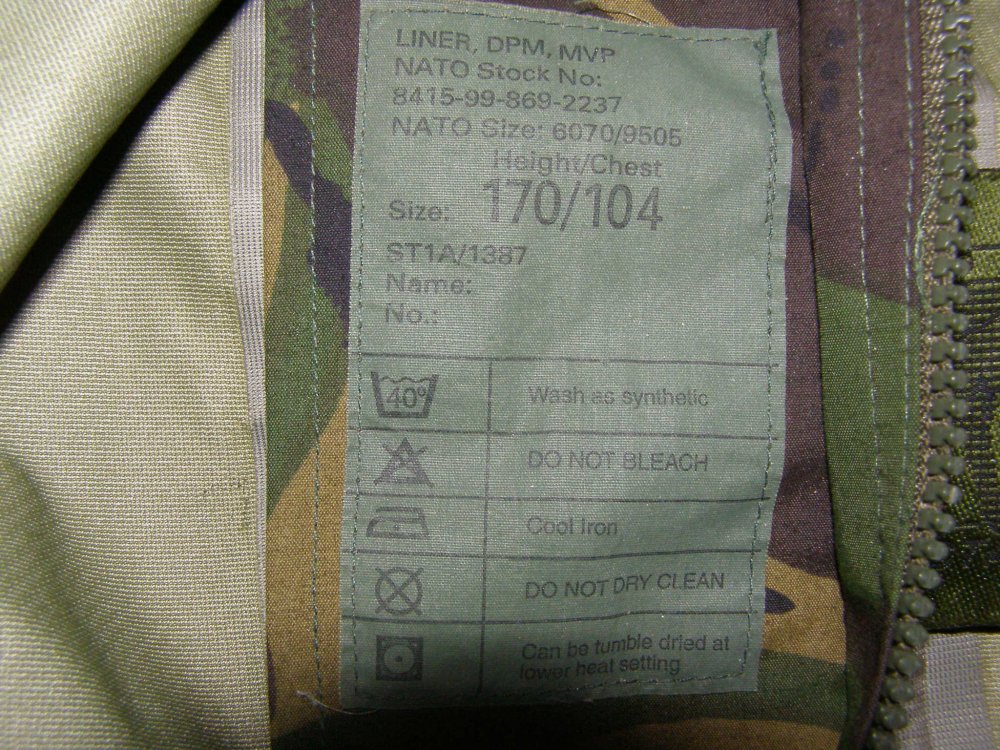 LINER, DPM, MVP
NATO Stock No:
8415-99-869-2237
NATO Size: 6070/9505
Height/Chest
Size: 170/104
ST1A/1387
Name:
No.:
40° Wash as synthetic
DO NOT BLEACH
Cool Iron
DO NOT DRY CLEAN
Can be tumble dried at
lower heat setting